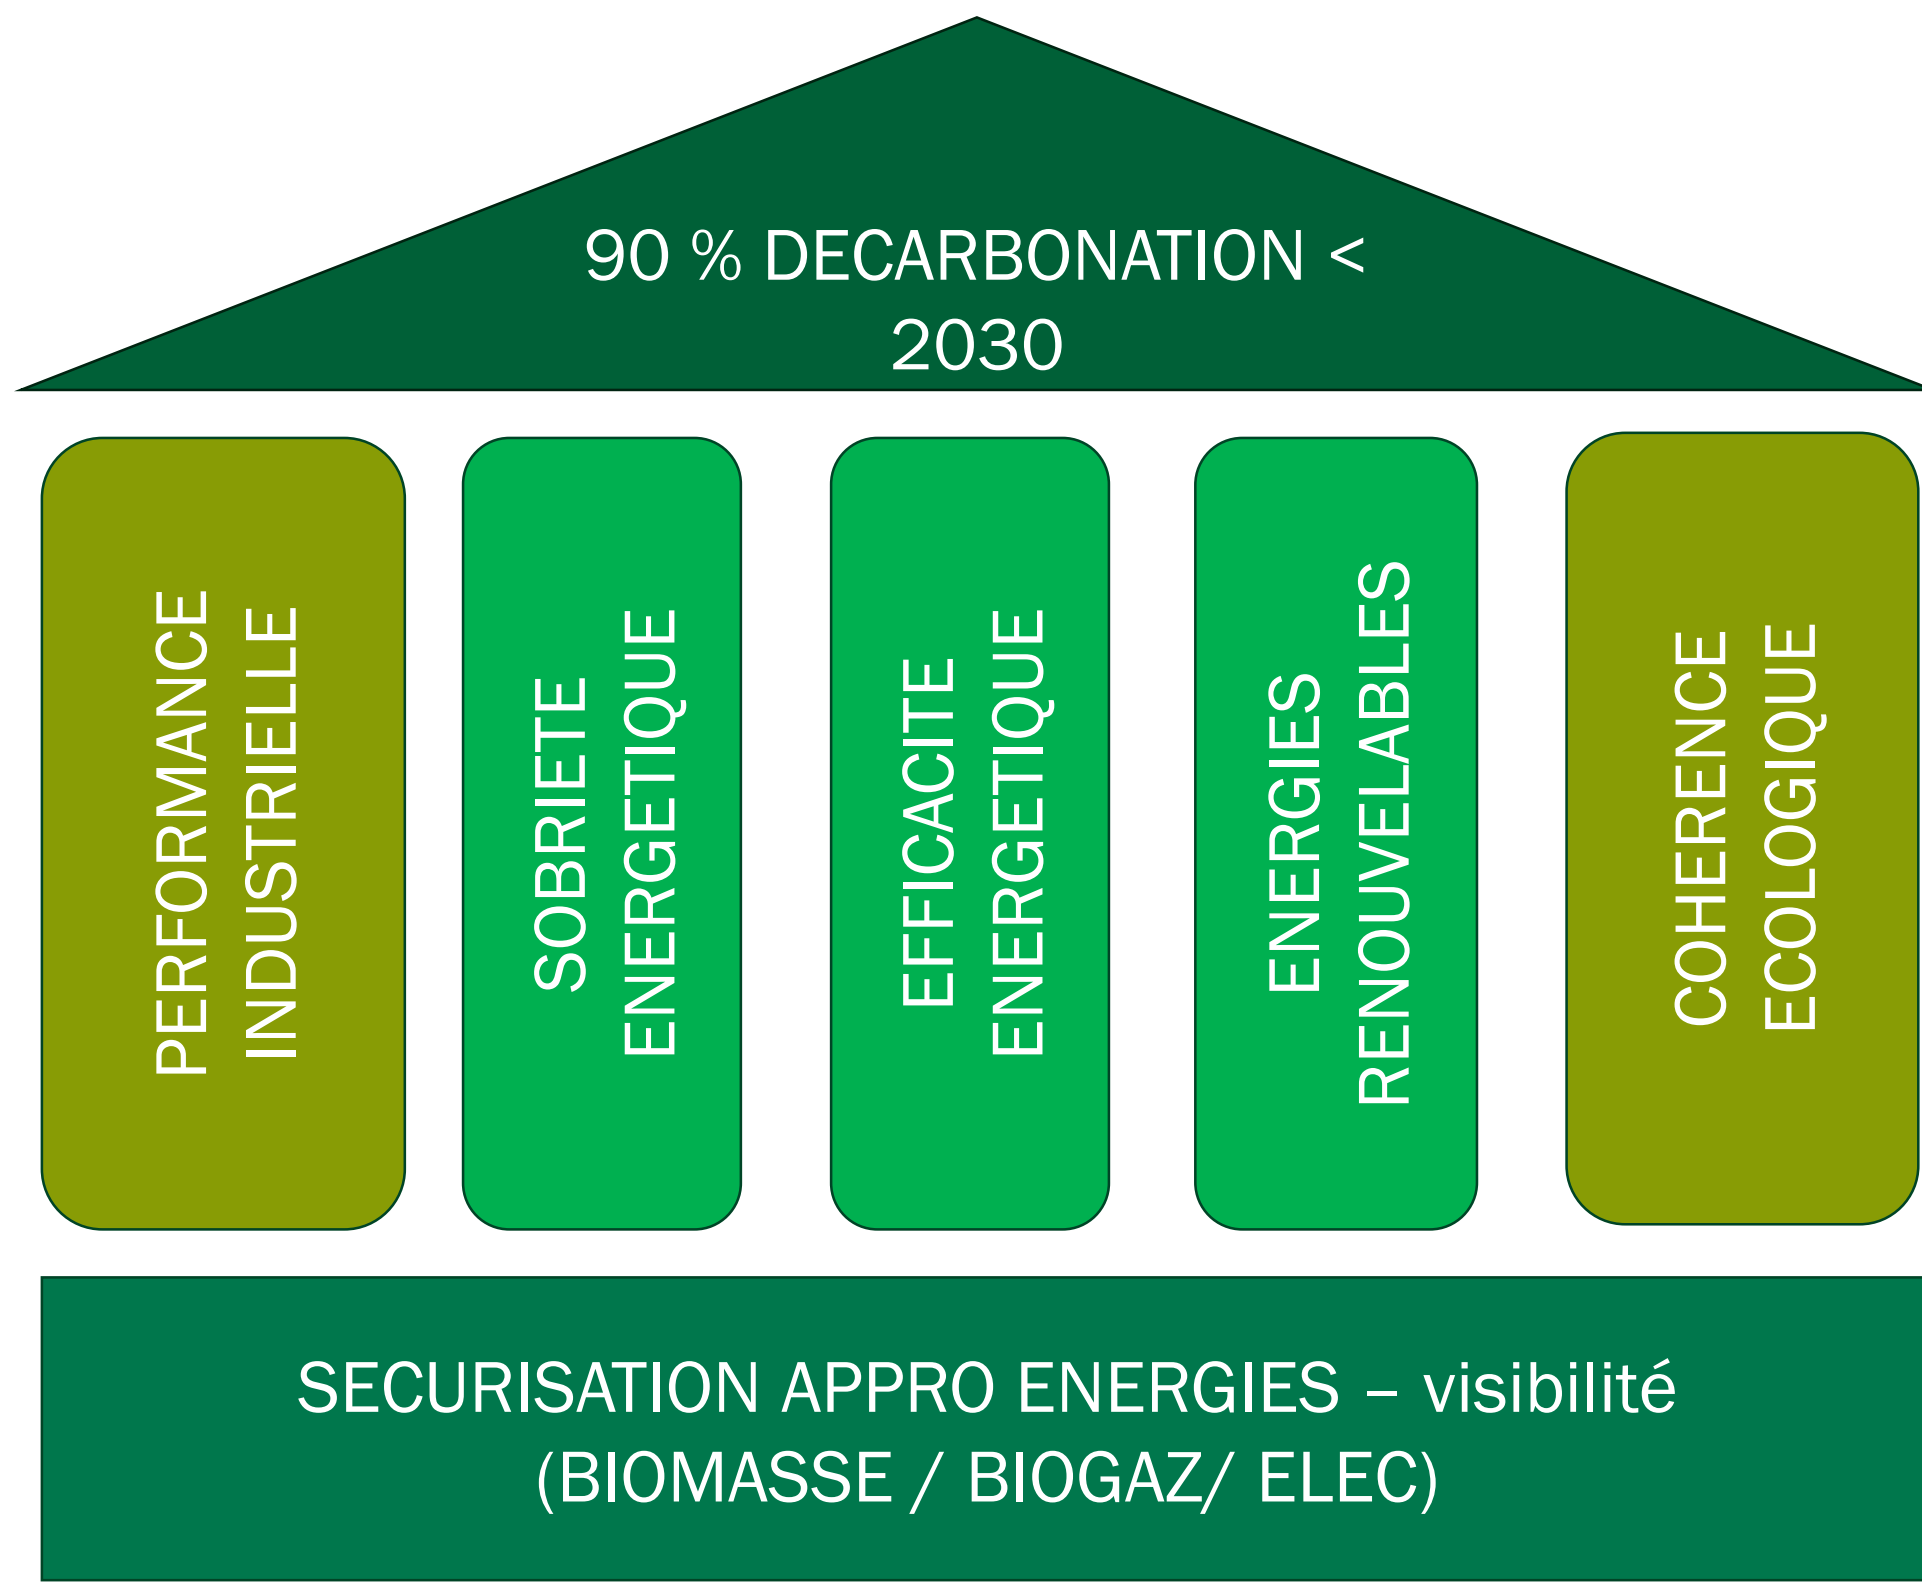 90 % DECARBONATION <
2030
PERFORMANCE
INDUSTRIELLE
SOBRIETE
ENERGETIQUE
EFFICACITE
ENERGETIQUE
ENERGIES
RENOUVELABLES
COHERENCE
ECOLOGIQUE
SECURISATION APPRO ENERGIES – visibilité
(BIOMASSE / BIOGAZ/ ELEC)